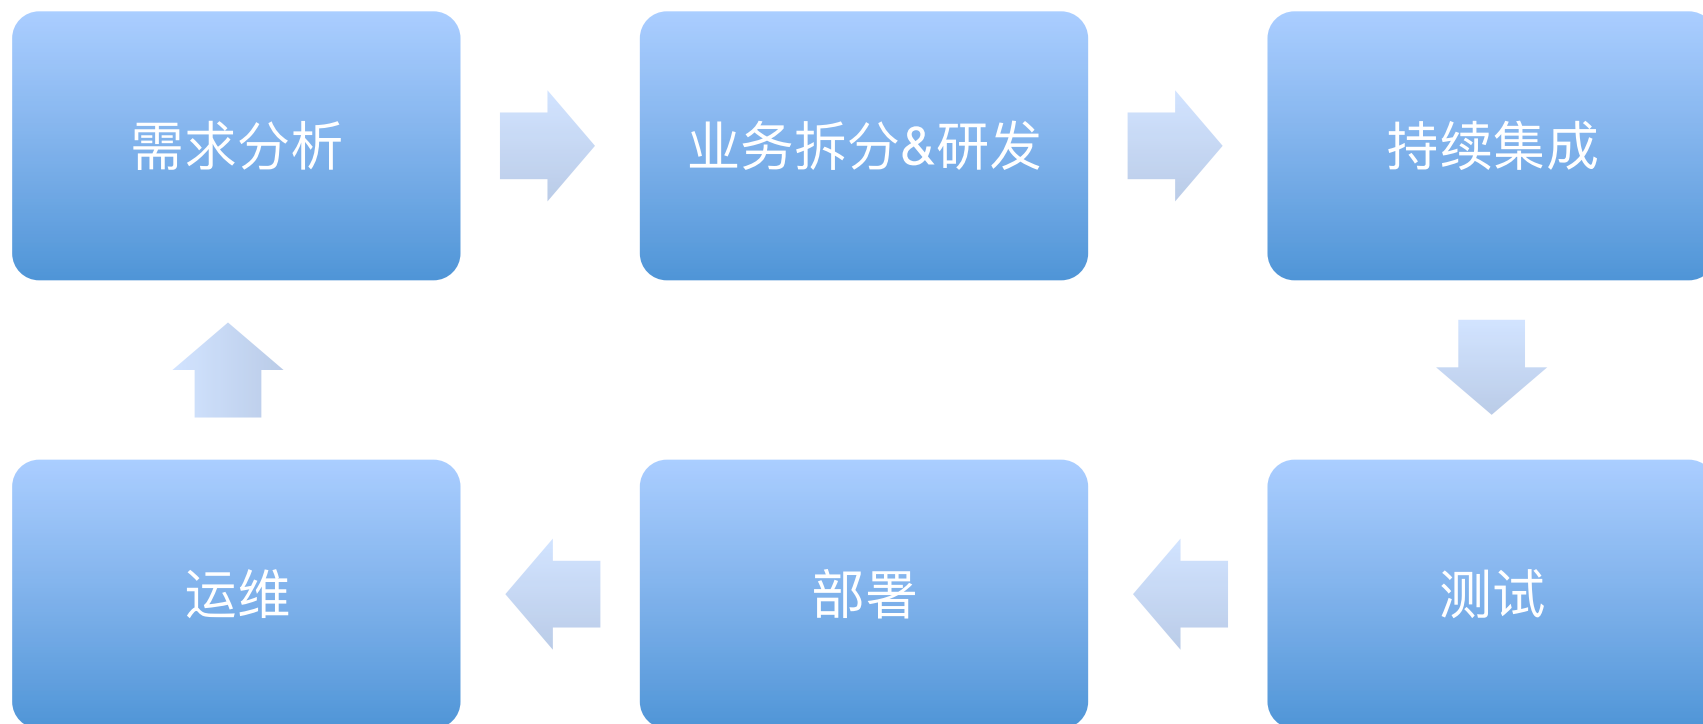 需求分析
业务拆分&研发
持续集成
测试
部署
运维